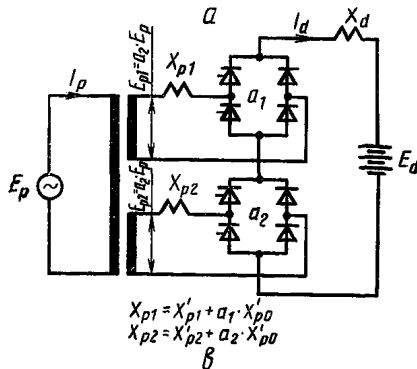 a
I_p
E_p
E_p1=a_2·E_p
X_p1
a_1
I_d
X_d
E_d
E_p2=a_2·E_p
X_p2
a_2
X_p1=X'_p1+a_1·X'_p0
X_p2=X'_p2+a_2·X'_p0
в